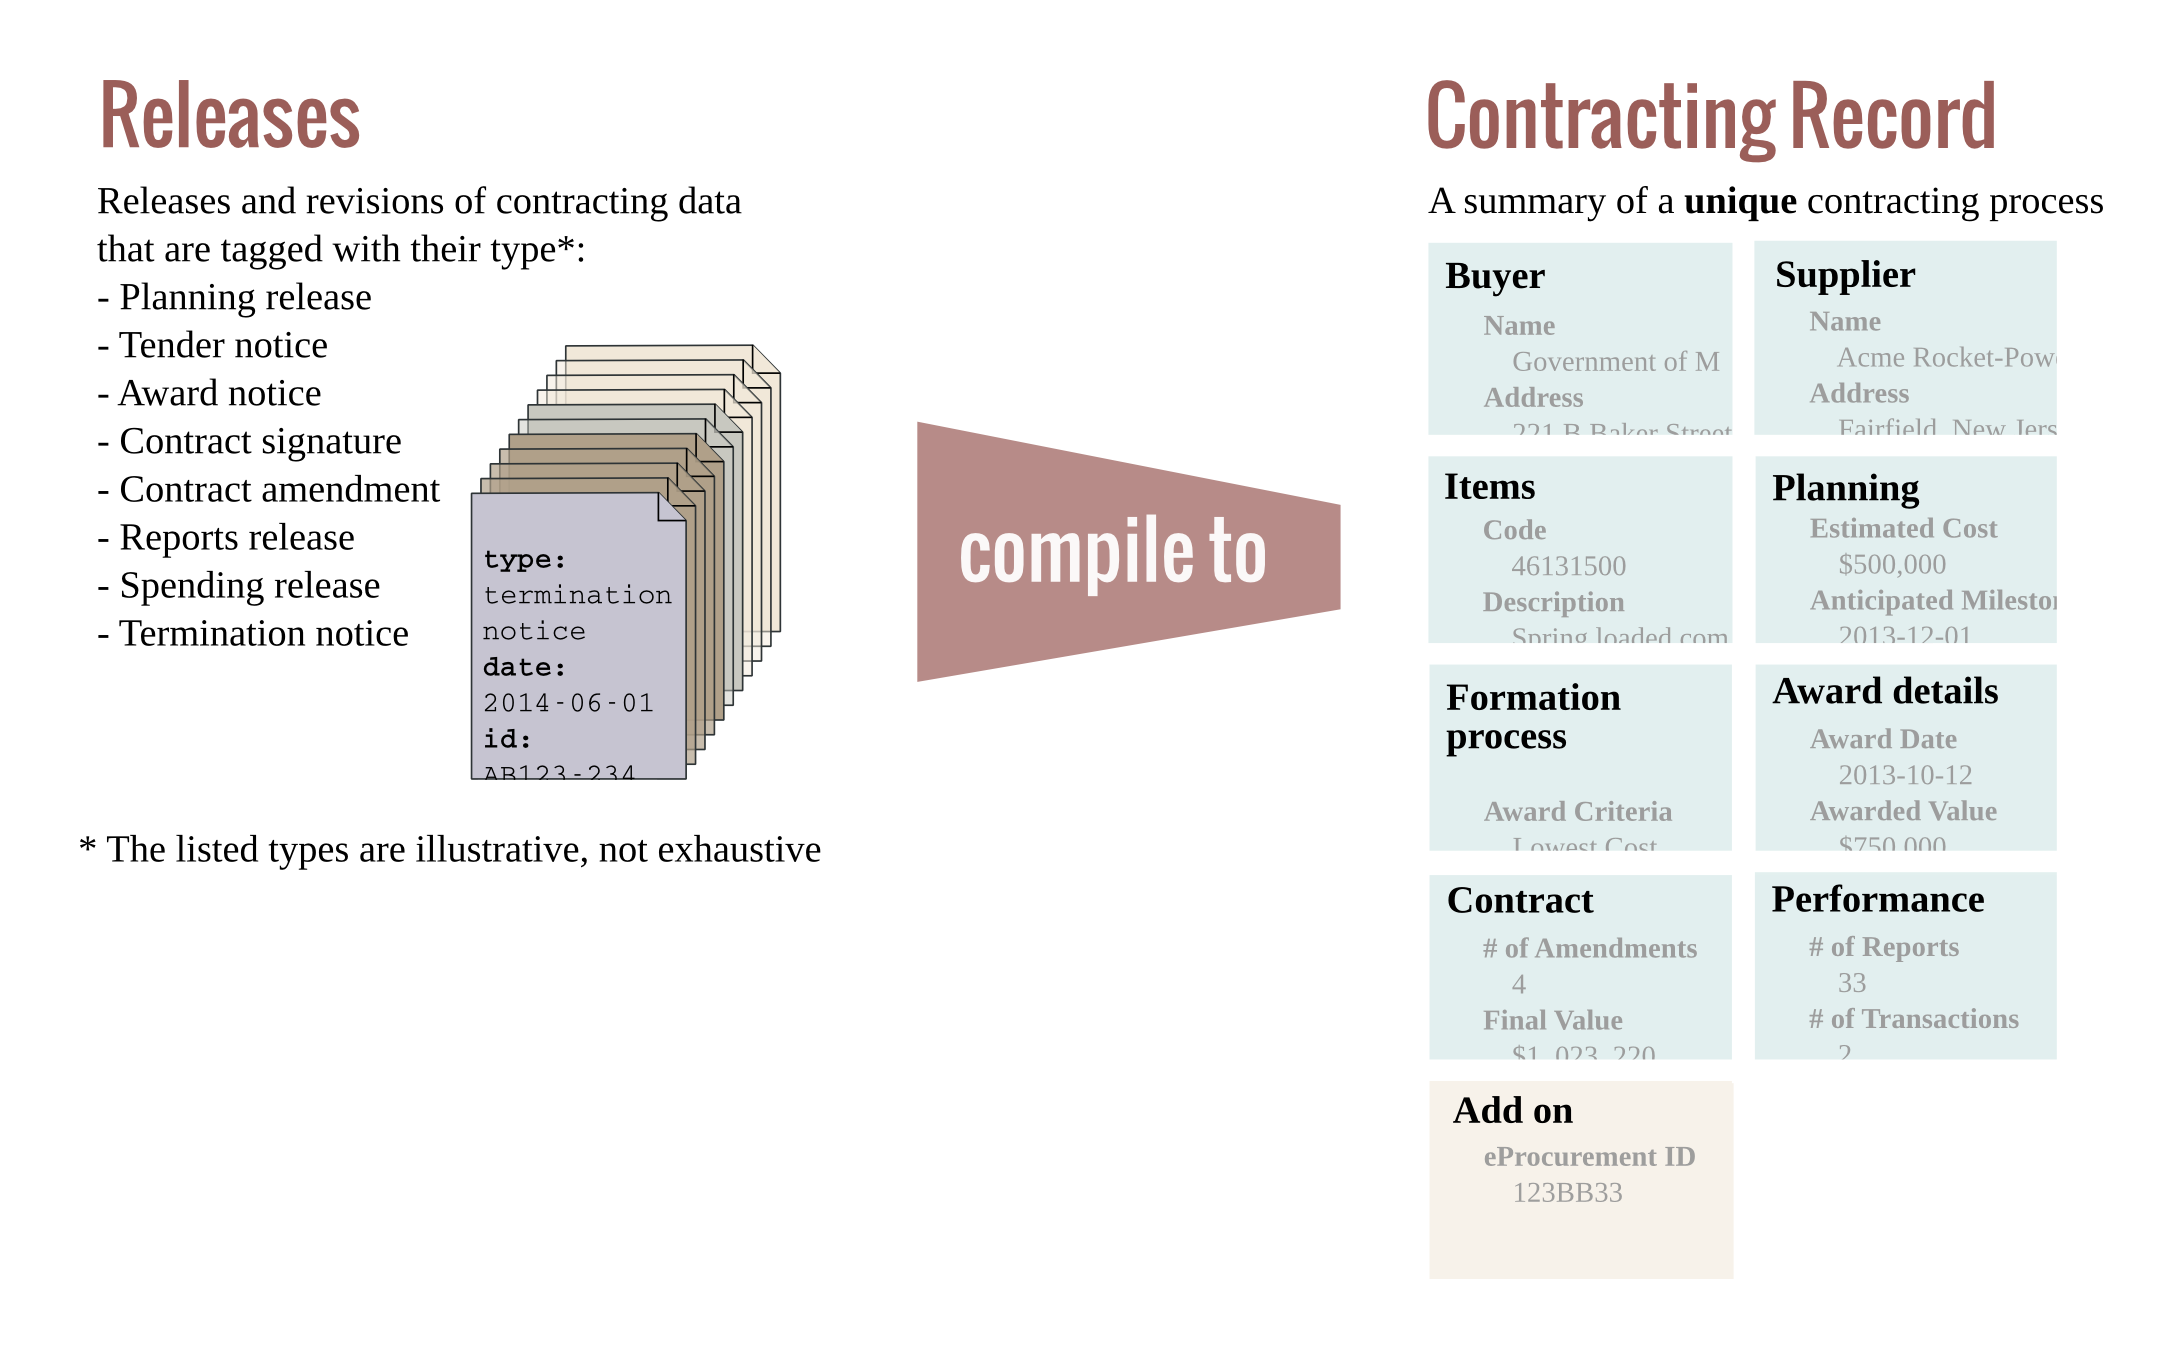 Releases
Releases and revisions of contracting data
that are tagged with their type*:
- Planning release
- Tender notice
- Award notice
- Contract signature
- Contract amendment
- Reports release
- Spending release
- Termination notice
type:
termination
notice
date:
2014-06-01
id:
AB123-234
* The listed types are illustrative, not exhaustive
compile to
Contracting Record
A summary of a unique contracting process
Buyer
Name
Government of M
Address
221 B Baker Street
Supplier
Name
Acme Rocket-Pow
Address
Fairfield, New Jers
Items
Code
46131500
Description
Spring loaded com
Planning
Estimated Cost
$500,000
Anticipated Milesto
2013-12-01
Formation
process
Award Criteria
Lowest Cost
Award details
Award Date
2013-10-12
Awarded Value
$750,000
Contract
# of Amendments
4
Final Value
$1, 023, 220
Performance
# of Reports
33
# of Transactions
2
Add on
eProcurement ID
123BB33